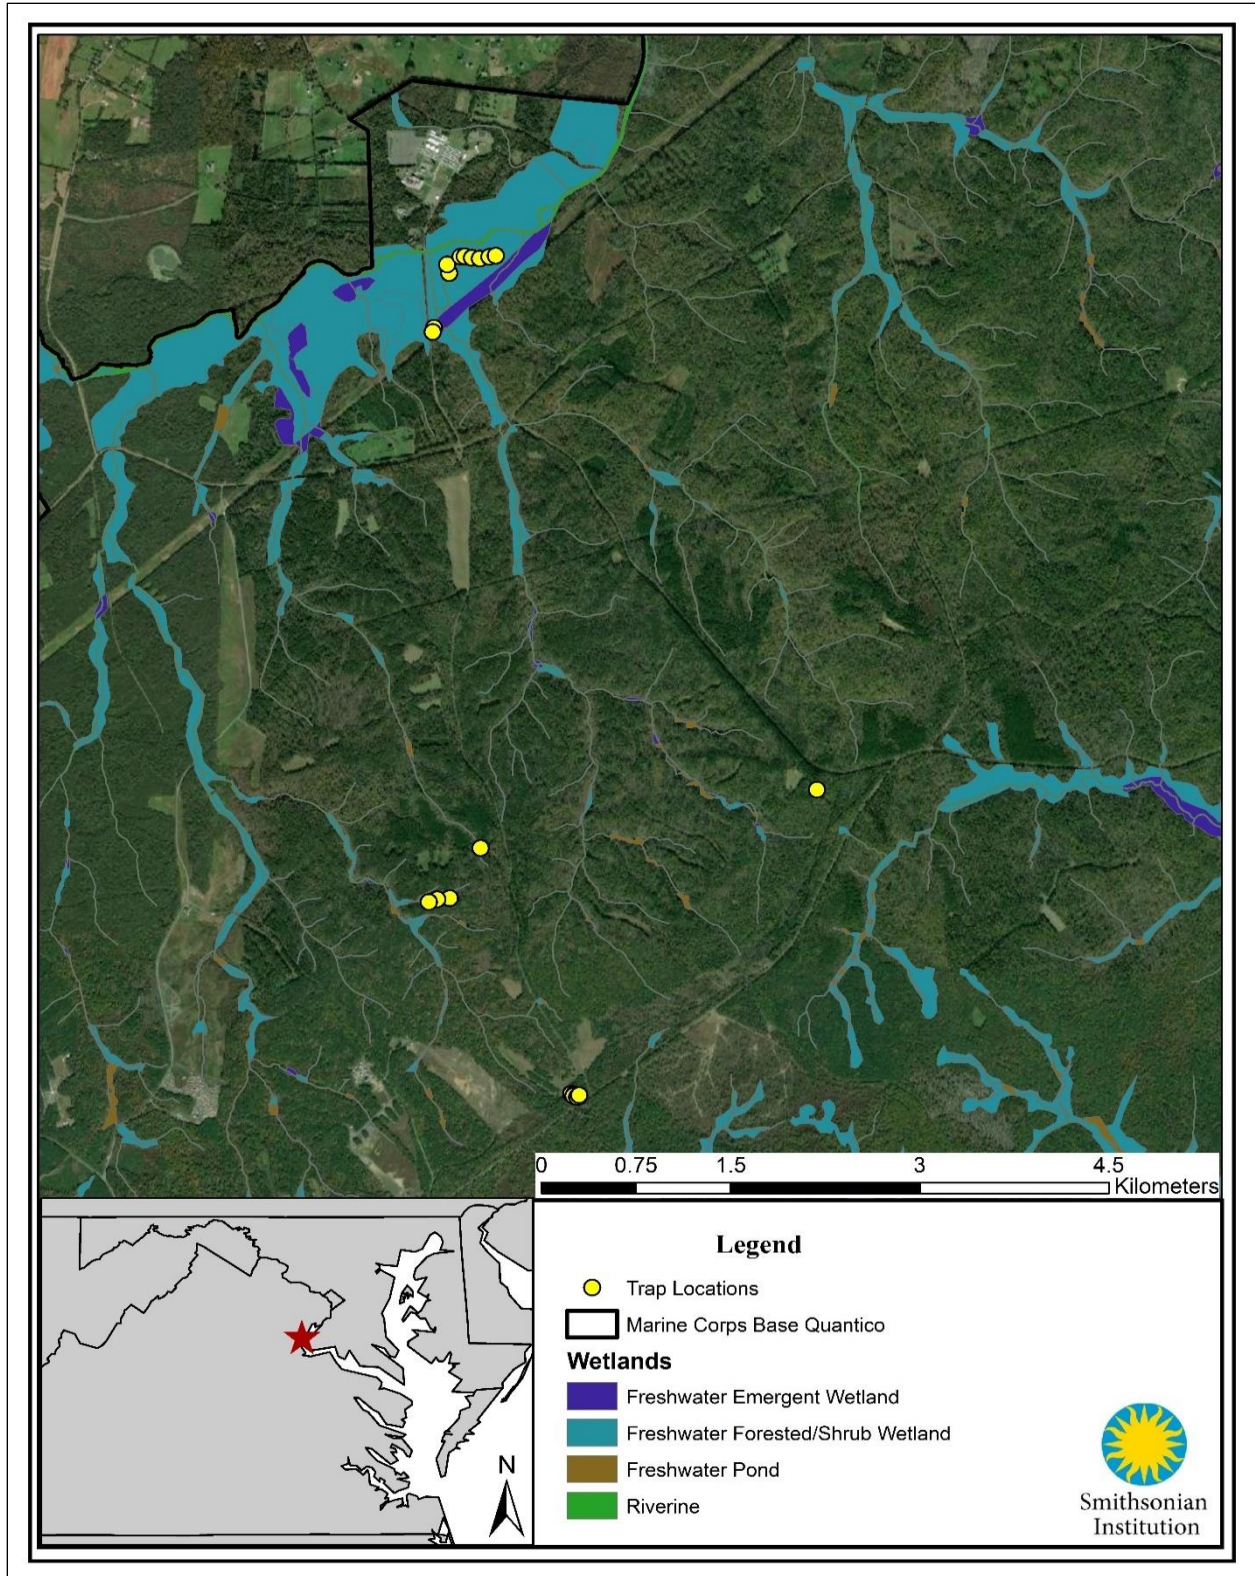 0 0.75 1.5 3 4.5
Kilometers
N
Legend
Trap Locations
Marine Corps Base Quantico
Wetlands
Freshwater Emergent Wetland
Freshwater Forested/Shrub Wetland
Freshwater Pond
Riverine
Smithsonian
Institution